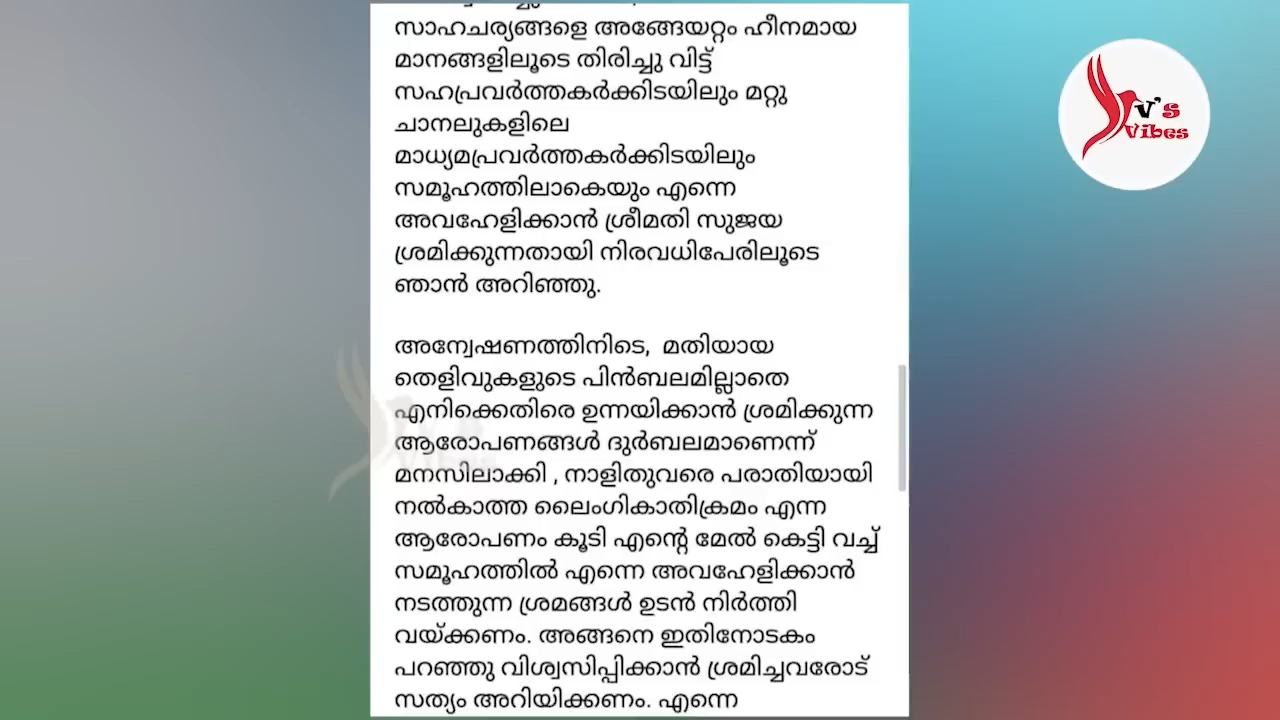 സാഹചര്യങ്ങളെ അങ്ങേയറ്റം ഹീനമായ
മാനങ്ങളിലൂടെ തിരിച്ചു വിട്ട്
സഹപ്രവർത്തകർക്കിടയിലും മറ്റു
ചാനലുകളിലെ
മാധ്യമപ്രവർത്തകർക്കിടയിലും
സമൂഹത്തിലാകെയും എന്നെ
അവഹേളിക്കാൻ ശ്രീമതി സുജയ
ശ്രമിക്കുന്നതായി നിരവധിപേരിലൂടെ
ഞാൻ അറിഞ്ഞു.
അന്വേഷണത്തിനിടെ, മതിയായ
തെളിവുകളുടെ പിൻബലമില്ലാതെ
എനിക്കെതിരെ ഉന്നയിക്കാൻ ശ്രമിക്കുന്ന
ആരോപണങ്ങൾ ദുർബലമാണെന്ന്
മനസിലാക്കി , നാളിതുവരെ പരാതിയായി
നൽകാത്ത ലൈംഗികാതിക്രമം എന്ന
ആരോപണം കൂടി എന്റെ മേൽ കെട്ടി വച്ച്
സമൂഹത്തിൽ എന്നെ അവഹേളിക്കാൻ
നടത്തുന്ന ശ്രമങ്ങൾ ഉടൻ നിർത്തി
വയ്ക്കണം. അങ്ങനെ ഇതിനോടകം
പറഞ്ഞു വിശ്വസിപ്പിക്കാൻ ശ്രമിച്ചവരോട്
സത്യം അറിയിക്കണം. എന്നെ
V's
Vibes